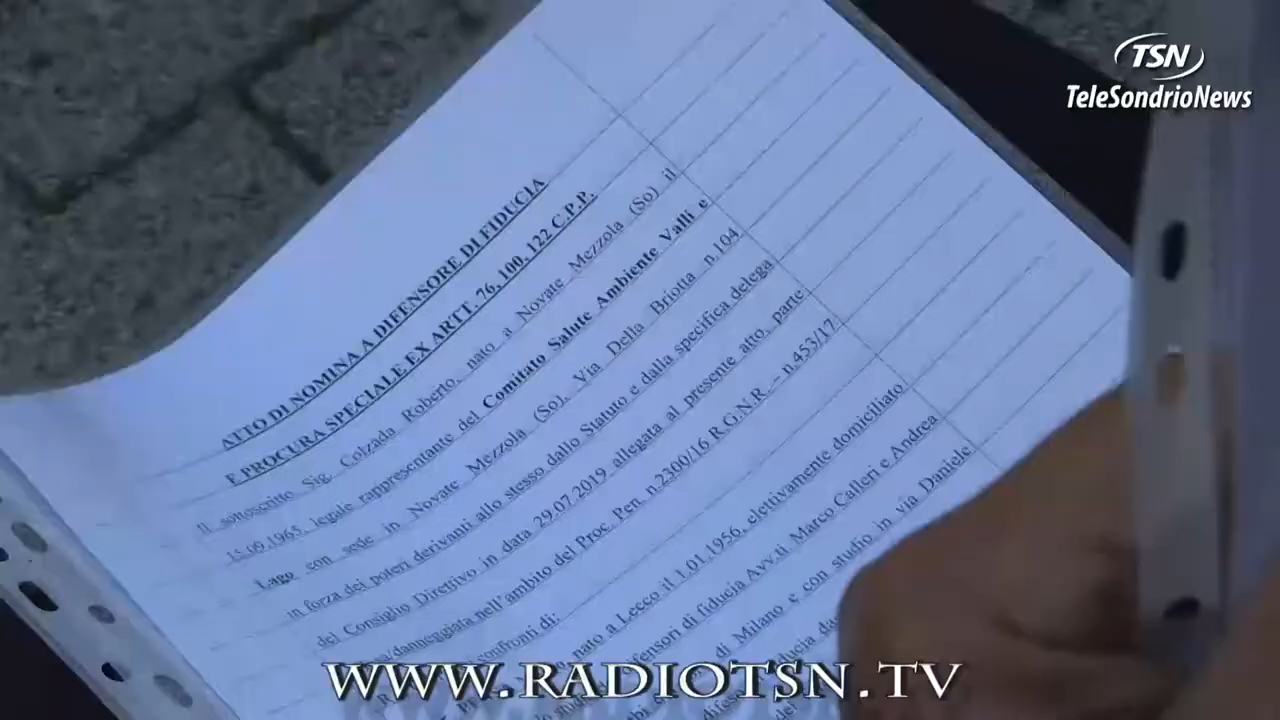 TSN
TeleSondrioNews
ATTO DI NOMINA A DIFENSORE DI FIDUCIA
E PROCURA SPECIALE EX ARTT. 76, 100, 122 C.P.P.
Il sottoscritto Sig. Colzada Roberto, nato a Novate Mezzola (So) il
15.09.1965, legale rappresentante del Comitato Salute Ambiente Valli e
Lago con sede in Novate Mezzola (So), Via Della Briotta n.104
in forza dei poteri derivanti allo stesso dallo Statuto e dalla specifica delega
del Consiglio Direttivo in data 29.07.2019 allegata al presente atto, parte
danneggiata nell'ambito del Proc. Pen. n.2300/16 R.G.N.R. – n.453/17
confronti di:
nato a Lecco il 1.01.1956, elettivamente domiciliato
di fiducia Avv.ti Marco Calleri e Andrea
di Milano e con studio in via Daniele
WWW.RADIOTSN.TV